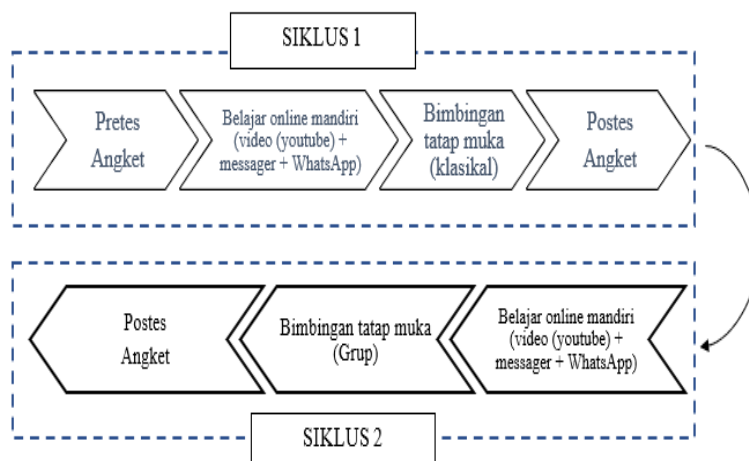 SIKLUS 1
Pretes
Angket
Belajar online mandiri
(video (youtube) +
messager + WhatsApp)
Bimbingan
tatap muka
(klasikal)
Postes
Angket
Postes
Angket
Bimbingan tatap muka
(Grup)
Belajar online mandiri
(video (youtube) +
messager + WhatsApp)
SIKLUS 2